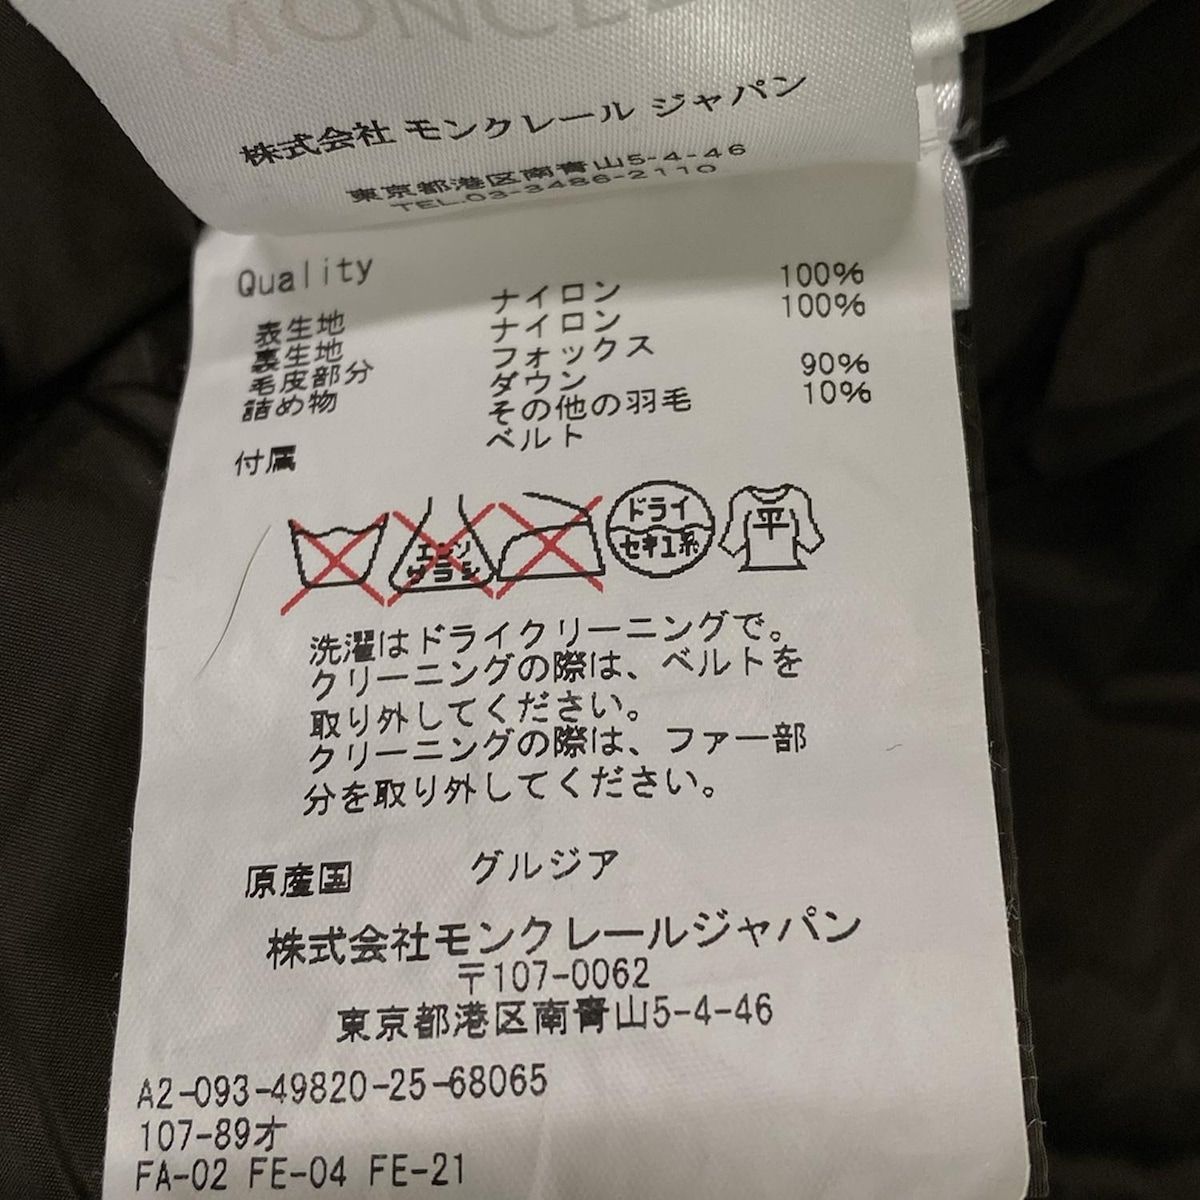 MONCLE
株式会社 モンクレール ジャパン
東京都港区南青山5-4-46
TEL.03-3486-2110
Quality
表生地 ナイロン 100%
裏生地 ナイロン 100%
毛皮部分 フォックス
詰め物 ダウン 90%
その他の羽毛 10%
付属 ベルト
エンソ サラシ ドライ セキユ系 平
洗濯はドライクリーニングで。
クリーニングの際は、ベルトを
取り外してください。
クリーニングの際は、ファー部
分を取り外してください。
原産国 グルジア
株式会社モンクレールジャパン
〒107-0062
東京都港区南青山5-4-46
A2-093-49820-25-68065
107-89オ
FA-02 FE-04 FE-21